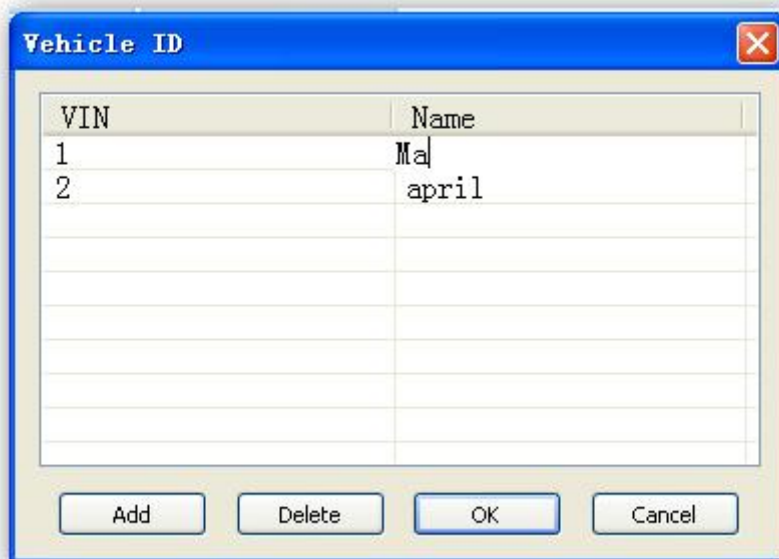 Vehicle ID
VIN Name
1 Ma
2 april
Add Delete OK Cancel